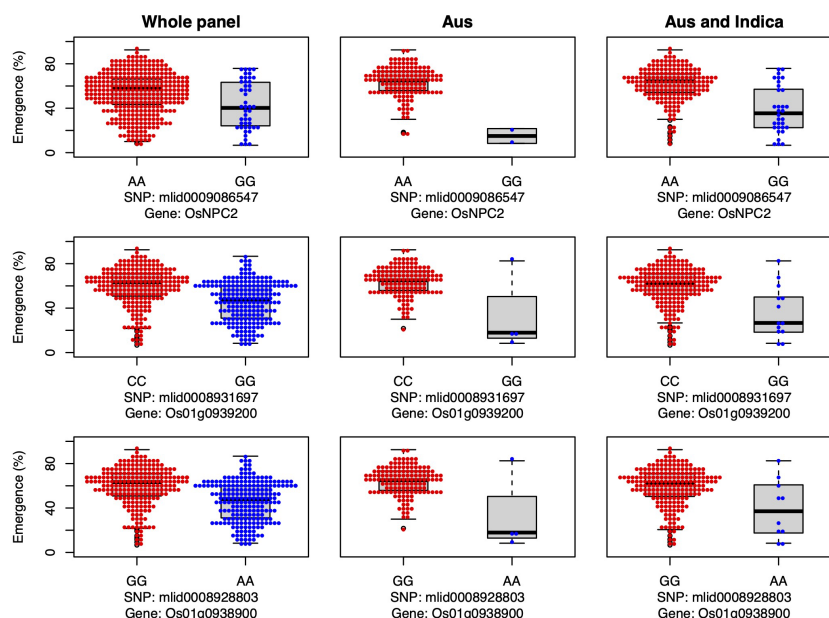 Whole panel Aus Aus and Indica
Emergence (%)
80
40
0
AA GG AA GG AA GG
SNP: mlid0009086547 SNP: mlid0009086547 SNP: mlid0009086547
Gene: OsNPC2 Gene: OsNPC2 Gene: OsNPC2
Emergence (%)
80
40
0
CC GG CC GG CC GG
SNP: mlid0008931697 SNP: mlid0008931697 SNP: mlid0008931697
Gene: Os01g0939200 Gene: Os01g0939200 Gene: Os01g0939200
Emergence (%)
80
40
0
GG AA GG AA GG AA
SNP: mlid0008928803 SNP: mlid0008928803 SNP: mlid0008928803
Gene: Os01g0938900 Gene: Os01g0938900 Gene: Os01g0938900